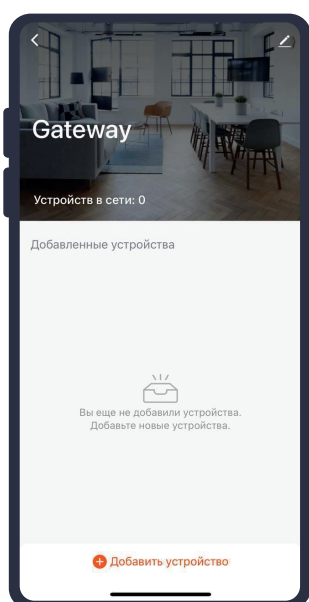 Gateway
Устройств в сети: 0
Добавленные устройства
Вы еще не добавили устройства.
Добавьте новые устройства.
Добавить устройство